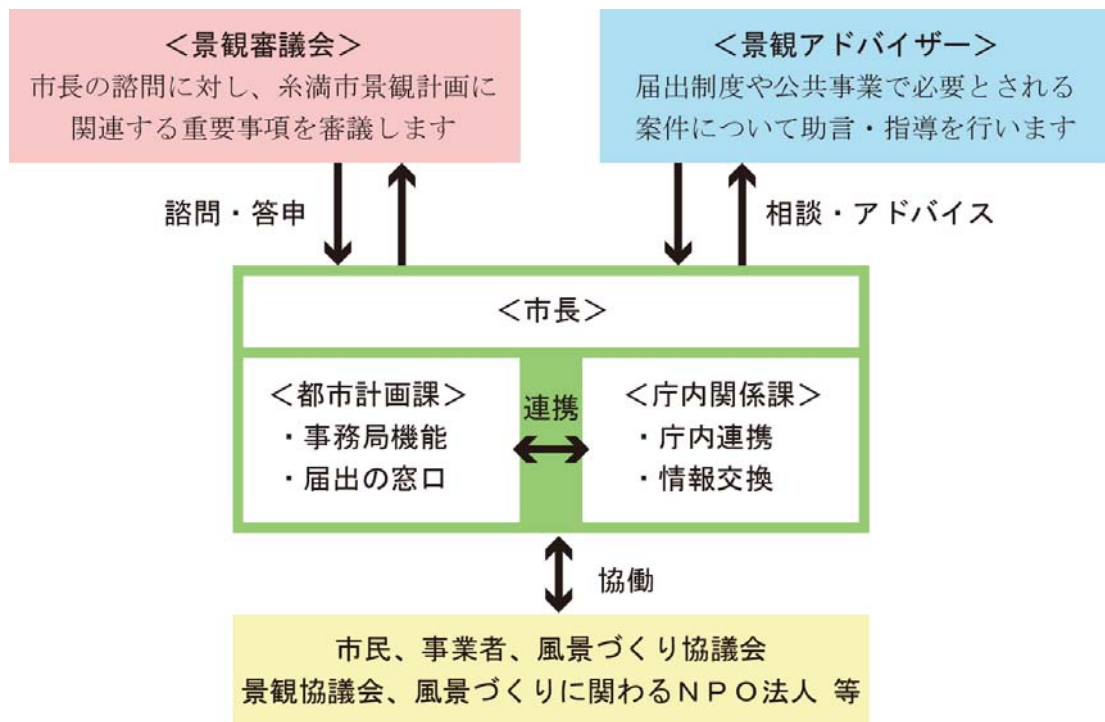 ＜景観審議会＞
市長の諮問に対し、糸満市景観計画に
関連する重要事項を審議します
＜景観アドバイザー＞
届出制度や公共事業で必要とされる
案件について助言・指導を行います
諮問・答申
相談・アドバイス
＜市長＞
＜都市計画課＞
・事務局機能
・届出の窓口
連携
＜庁内関係課＞
・庁内連携
・情報交換
協働
市民、事業者、風景づくり協議会
景観協議会、風景づくりに関わるＮＰＯ法人 等